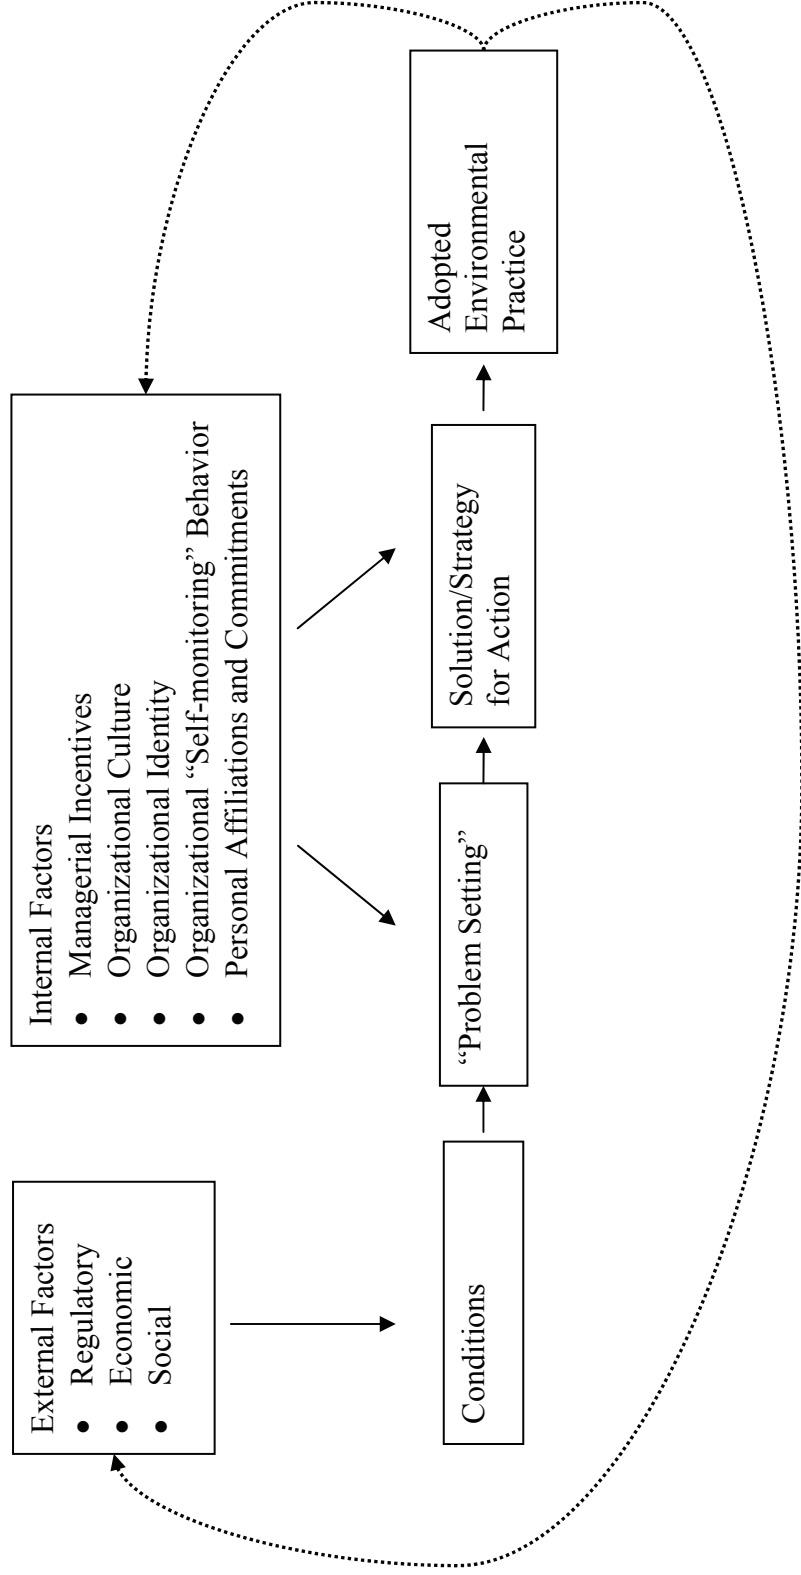 External Factors
● Regulatory
● Economic
● Social
Internal Factors
● Managerial Incentives
● Organizational Culture
● Organizational Identity
● Organizational “Self-monitoring” Behavior
● Personal Affiliations and Commitments
Conditions
“Problem Setting”
Solution/Strategy
for Action
Adopted
Environmental
Practice